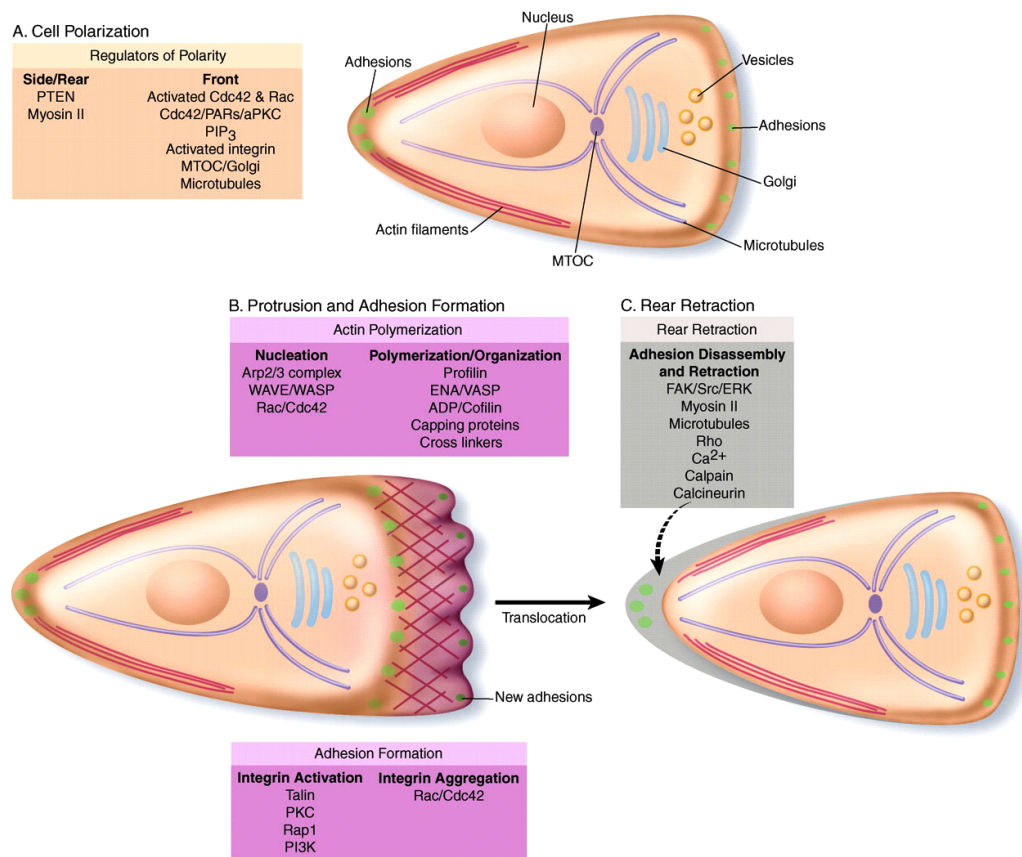 A. Cell Polarization
Regulators of Polarity
Side/Rear
PTEN
Myosin II
Front
Activated Cdc42 & Rac
Cdc42/PARs/aPKC
PIP3
Activated integrin
MTOC/Golgi
Microtubules
Nucleus
Adhesions
Vesicles
Adhesions
Golgi
Actin filaments
Microtubules
MTOC
B. Protrusion and Adhesion Formation
Actin Polymerization
Nucleation
Arp2/3 complex
WAVE/WASP
Rac/Cdc42
Polymerization/Organization
Profilin
ENA/VASP
ADP/Cofilin
Capping proteins
Cross linkers
C. Rear Retraction
Rear Retraction
Adhesion Disassembly
and Retraction
FAK/Src/ERK
Myosin II
Microtubules
Rho
Ca2+
Calpain
Calcineurin
Translocation
New adhesions
Adhesion Formation
Integrin Activation
Talin
PKC
Rap1
PI3K
Integrin Aggregation
Rac/Cdc42